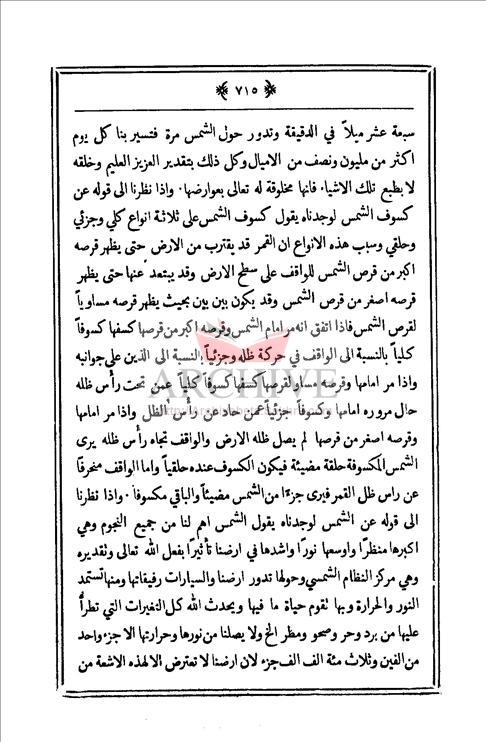 ٧١٥
سبعة عشر ميلاً في الدقيقة وتدور حول الشمس مرة فتسير بنا كل يوم
اكثر من مليون ونصف من الاميال وكل ذلك بتقدير العزيز العليم وخلقه
لا بطبع تلك الاشياء فانها مخلوقة له تعالى بعوارضها. واذا نظرنا الى قوله عن
كسوف الشمس لوجدناه يقول كسوف الشمس على ثلاثة انواع كلي وجزئي
وحلقي وسباب هذه الانواع ان القمر قد يقترب من الارض حتى يظهر قرصه
اكبر من قرص الشمس للواقف على سطح الارض وقد يبتعد عنها حتى يظهر
قرصه اصغر من قرص الشمس وقد يكون بين بين بحيث يظهر قرصه مساوياً
لقرص الشمس فاذا اتفق انه مر امام الشمس وقرصه اكبر من قرصها كسفها كسوفاً
كلياً بالنسبة الى الواقف في حركة ظله وجزئياً بالنسبة الى الذين على جوانبه
واذا مر امامها وقرصه مساو لقرصها كسفها كسوفاً كلياً عمن تحت رأس ظله
حال مروره امامها وكسوفاً جزئياً عمن حاد عن رأس الظل واذا مر امامها
وقرصه اصغر من قرصها لم يصل ظله الارض والواقف تجاه رأس ظله يرى
الشمس المكسوفة حلقة مضيئة فيكون الكسوف عنده حلقياً واما الواقف منحرفاً
عن راس ظل القمر فيرى جزءًا من الشمس مضيئاً والباقي مكسوفاً. واذا نظرنا
الى قوله عن الشمس لوجدناه يقول الشمس اهم لنا من جميع النجوم وهي
اكبرها منظرًا واوسعها نورًا واشدها في ارضنا تأثيرًا بفعل الله تعالى وتقديره
وهي مركز النظام الشمسي وحولها تدور ارضنا والسيارات رفيقاتها ومنها تستمد
النور والحرارة وبها تقوم حياة ما فيها ويحدث الله كل التغيرات التي تطرأ
عليها من برد وحر وصحو ومطر الخ ولا يصلنا من نورها وحرارتها الا جزء واحد
من الفين وثلاث مئة الف الف جزء لان ارضنا لا تعترض الا لهذه الاشعة من
ARCHIVE